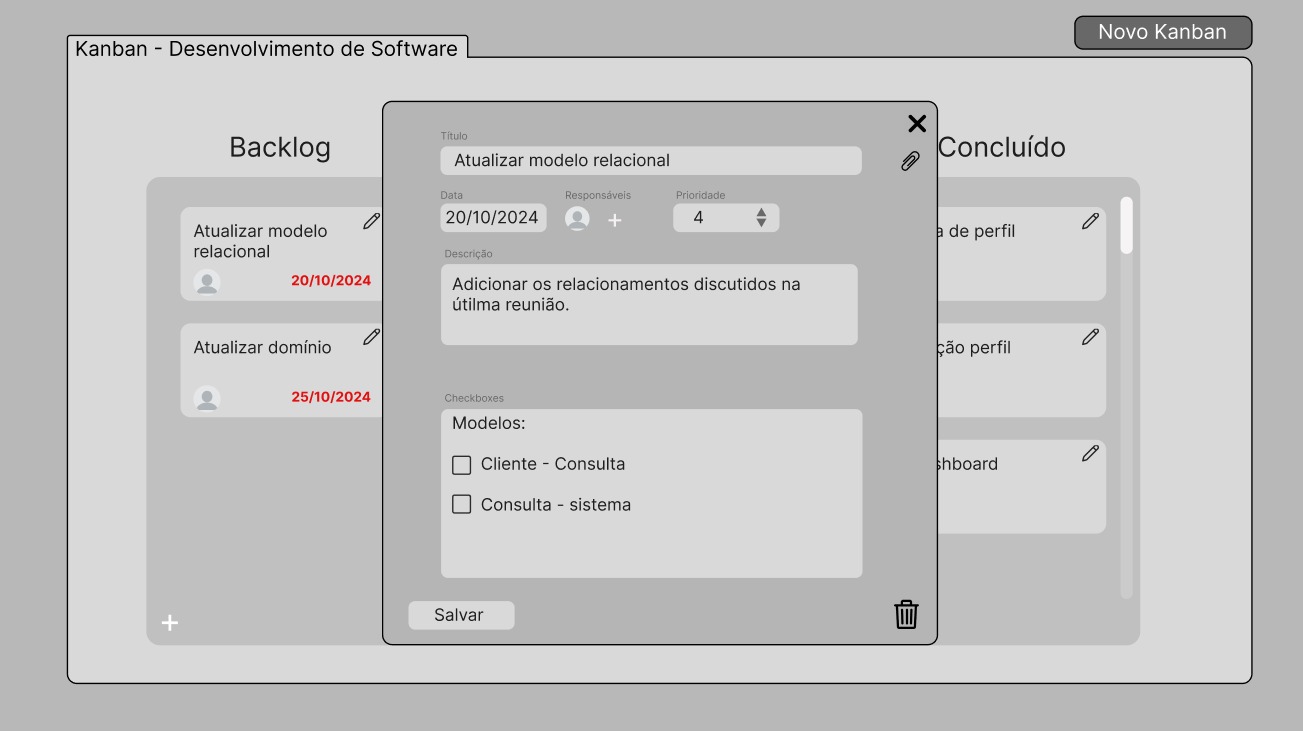 Novo Kanban
Kanban - Desenvolvimento de Software
Backlog
Concluído
Atualizar modelo
relacional
20/10/2024
Atualizar domínio
25/10/2024
Título
Atualizar modelo relacional
Data
Responsáveis
Prioridade
20/10/2024
4
Descrição
Adicionar os relacionamentos discutidos na
útilma reunião.
Checkboxes
Modelos:
Cliente - Consulta
Consulta - sistema
Salvar
de perfil
perfil